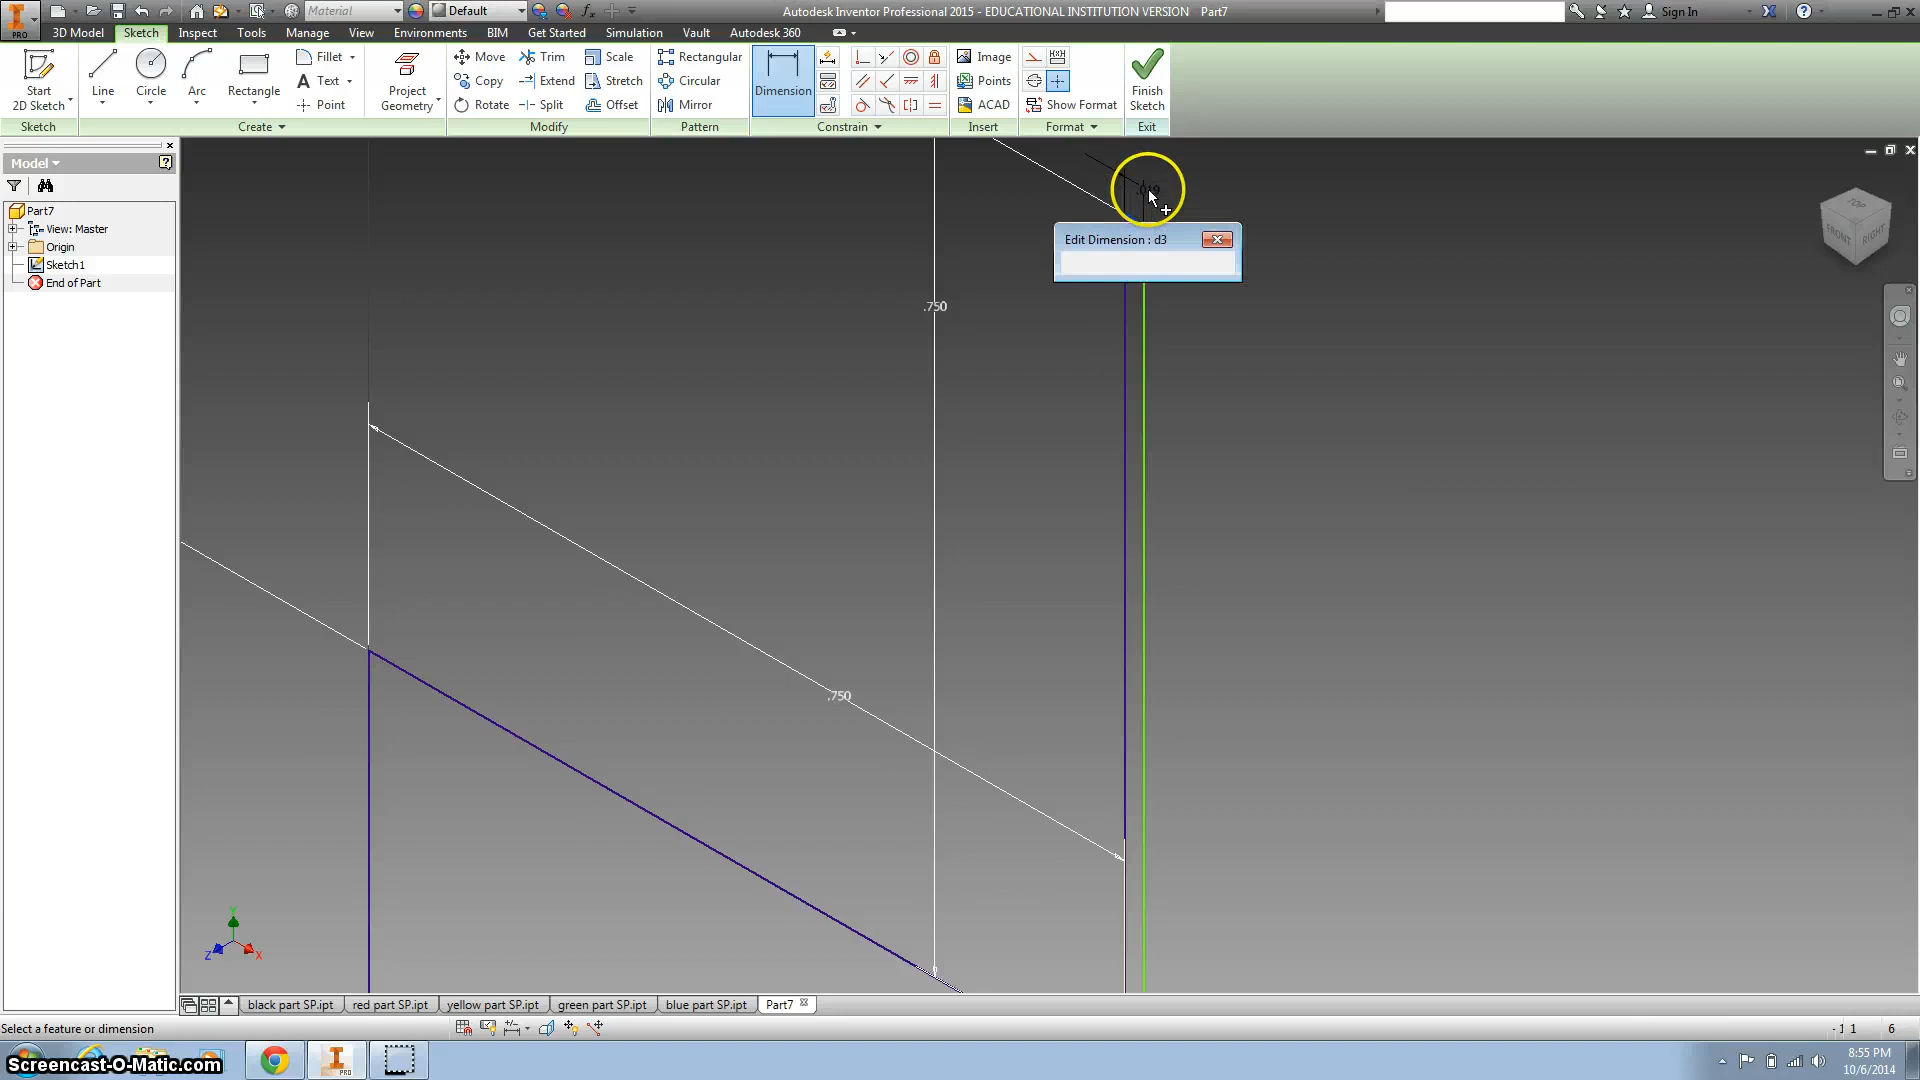 Material
Default
Autodesk Inventor Professional 2015 - EDUCATIONAL INSTITUTION VERSION Part7
Sign In
PRO
3D Model
Sketch
Inspect
Tools
Manage
View
Environments
BIM
Get Started
Simulation
Vault
Autodesk 360
Start
2D Sketch
Line
Circle
Arc
Rectangle
Fillet
Text
Point
Project
Geometry
Move
Copy
Rotate
Trim
Extend
Split
Scale
Stretch
Offset
Rectangular
Circular
Mirror
Dimension
Image
Points
ACAD
Show Format
Finish
Sketch
Sketch
Create
Modify
Pattern
Constrain
Insert
Format
Exit
Model
Part7
View: Master
Origin
Sketch1
End of Part
.019
Edit Dimension : d3
.750
.750
TOP
FRONT
RIGHT
Y
Z
X
black part SP.ipt
red part SP.ipt
yellow part SP.ipt
green part SP.ipt
blue part SP.ipt
Part7
Select a feature or dimension
- 1 1
6
Screencast-O-Matic.com
PRO
8:55 PM
10/6/2014